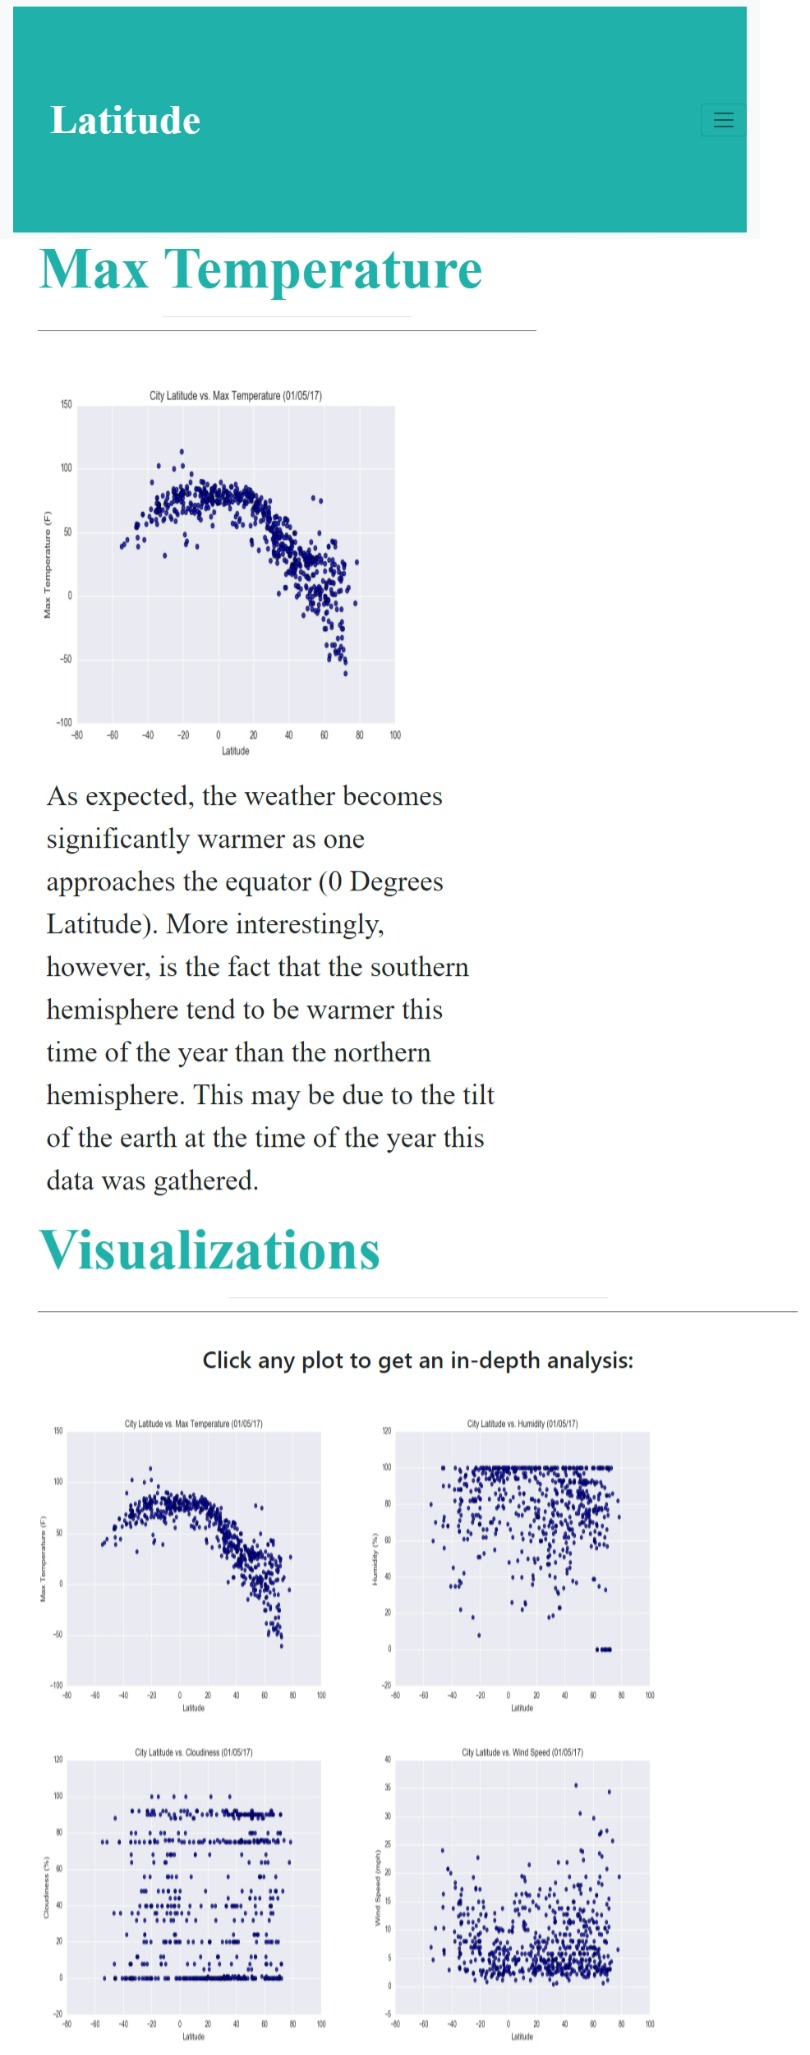 Latitude
Max Temperature
City Latitude vs. Max Temperature (01/05/17)
150
100
50
0
-50
-100
Max Temperature (F)
-80 -60 -40 -20 0 20 40 60 80 100
Latitude
As expected, the weather becomes
significantly warmer as one
approaches the equator (0 Degrees
Latitude). More interestingly,
however, is the fact that the southern
hemisphere tend to be warmer this
time of the year than the northern
hemisphere. This may be due to the tilt
of the earth at the time of the year this
data was gathered.
Visualizations
Click any plot to get an in-depth analysis:
City Latitude vs. Max Temperature (01/05/17)
150
100
50
0
-50
-100
Max Temperature (F)
-80 -60 -40 -20 0 20 40 60 80 100
Latitude
City Latitude vs. Humidity (01/05/17)
120
100
80
60
40
20
0
-20
Humidity (%)
-80 -60 -40 -20 0 20 40 60 80 100
Latitude
City Latitude vs. Cloudiness (01/05/17)
120
100
80
60
40
20
0
-20
Cloudiness (%)
-80 -60 -40 -20 0 20 40 60 80 100
Latitude
City Latitude vs. Wind Speed (01/05/17)
40
35
30
25
20
15
10
5
0
-5
Wind Speed (mph)
-80 -60 -40 -20 0 20 40 60 80 100
Latitude